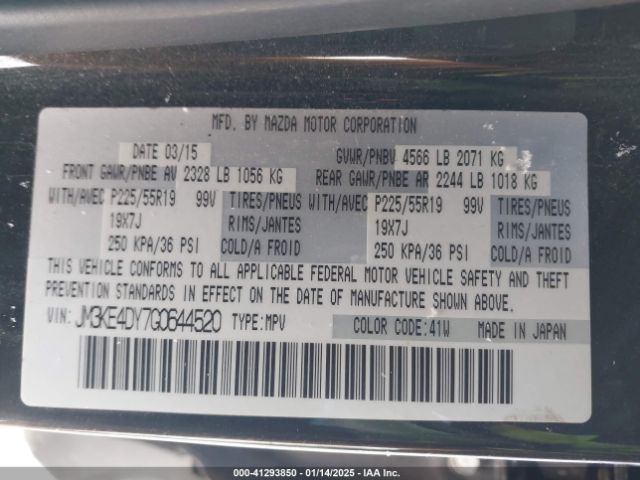 MFD. BY MAZDA MOTOR CORPORATION
DATE 03/15 GVWR/PNBV 4566 LB 2071 KG
FRONT GAWR/PNBE AV 2328 LB 1056 KG REAR GAWR/PNBE AR 2244 LB 1018 KG
WITH/AVEC P225/55R19 99V TIRES/PNEUS WITH/AVEC P225/55R19 99V TIRES/PNEUS
19X7J RIMS/JANTES 19X7J RIMS/JANTES
250 KPA/36 PSI COLD/A FROID 250 KPA/36 PSI COLD/A FROID
THIS VEHICLE CONFORMS TO ALL APPLICABLE FEDERAL MOTOR VEHICLE SAFETY AND THEFT
PREVENTION STANDARDS IN EFFECT ON THE DATE OF MANUFACTURE SHOWN ABOVE.
VIN: JM3KE4DY7G0644520 TYPE:MPV COLOR CODE:41W MADE IN JAPAN
000-41293850 - 01/14/2025 - IAA Inc.